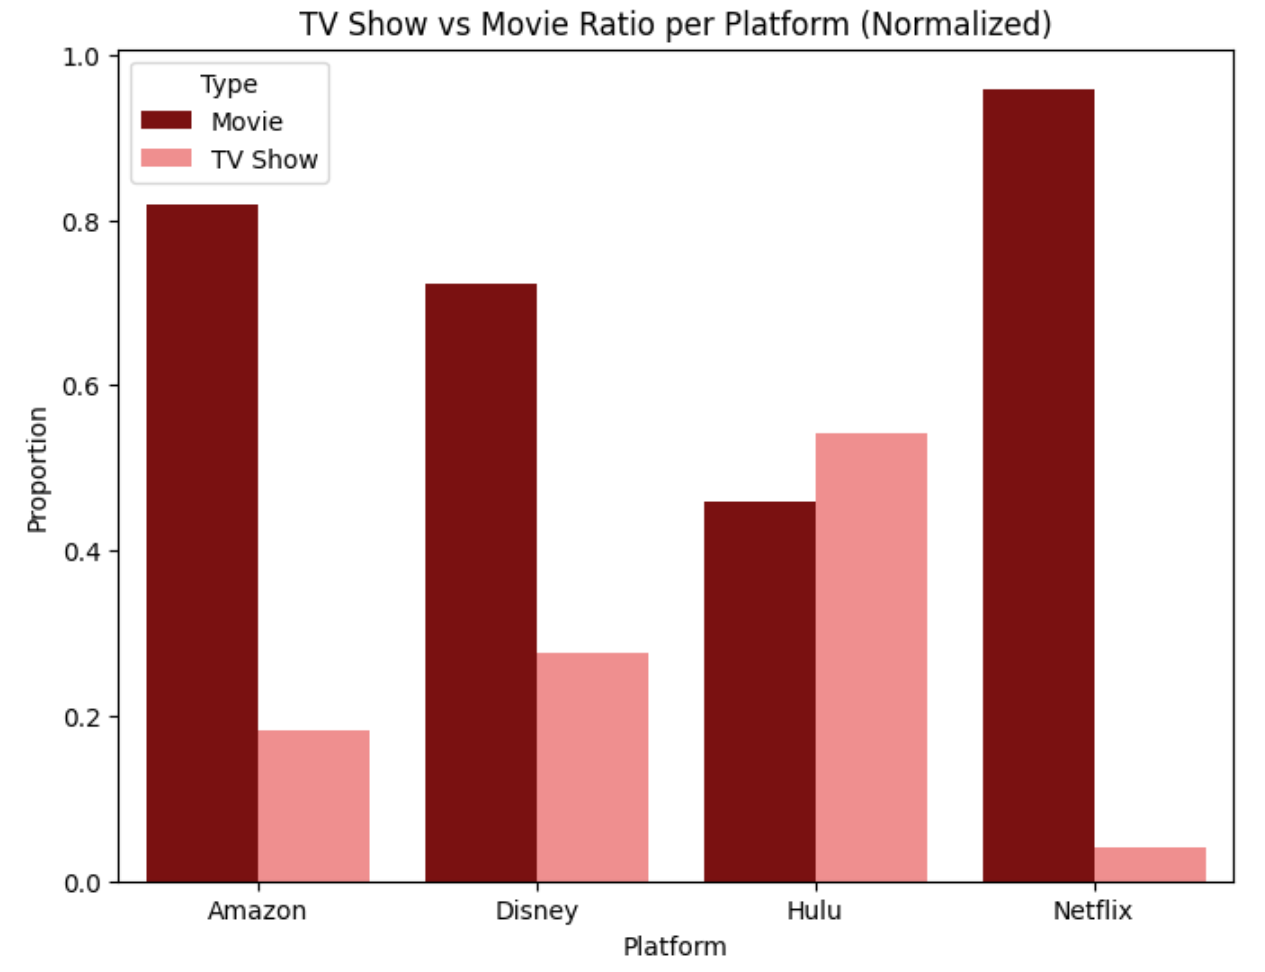 TV Show vs Movie Ratio per Platform (Normalized)
Type
Movie
TV Show
1.0
0.8
0.6
0.4
0.2
0.0
Proportion
Amazon
Disney
Hulu
Netflix
Platform